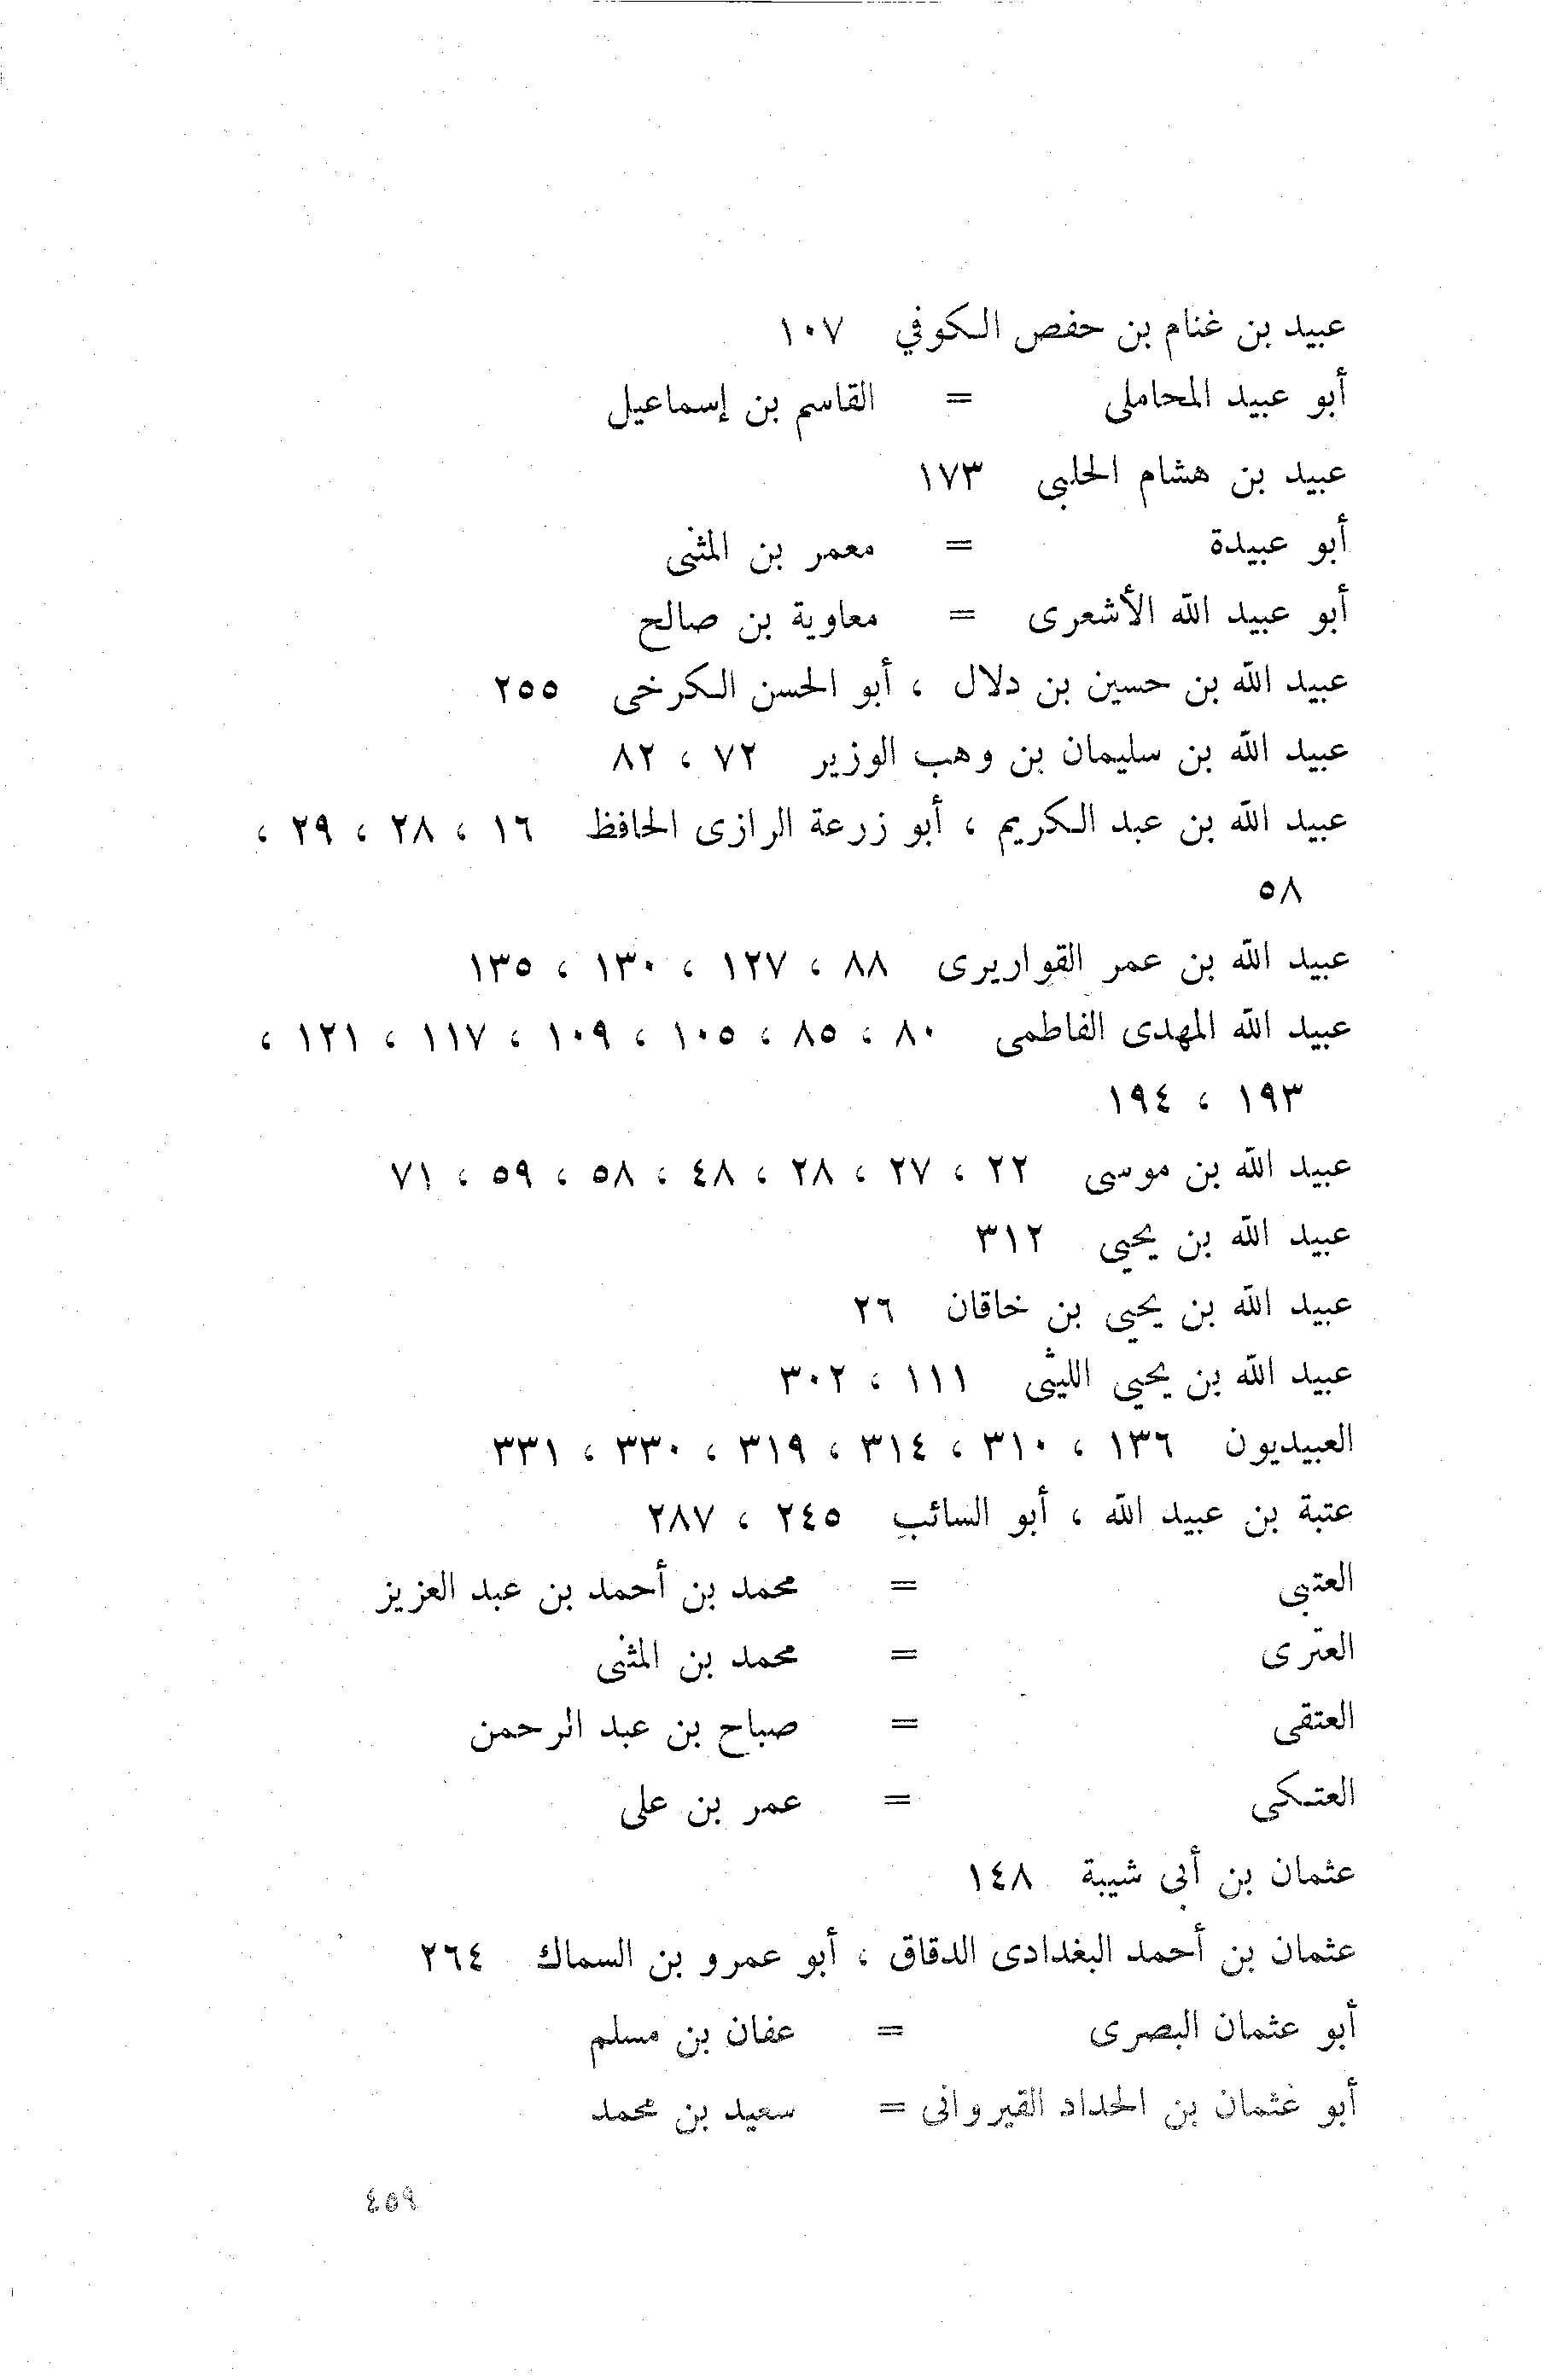 عبيد بن غنام بن حفص الكوفي ١٠٧
أبو عبيد المحاملى = القاسم بن إسماعيل
عبيد بن هشام الحلبى ١٧٣
أبو عبيدة = معمر بن المثنى
أبو عبيد الله الأشعرى = معاوية بن صالح
عبيد الله بن حسين بن دلال ، أبو الحسن الكرخى ٢٥٥
عبيد الله بن سليمان بن وهب الوزير ٧٢ ، ٨٢
عبيد الله بن عبد الكريم ، أبو زرعة الرازى الحافظ ١٦ ، ٢٨ ، ٢٩ ،
٥٨
عبيد الله بن عمر القواريرى ٨٨ ، ١٢٧ ، ١٣٠ ، ١٣٥
عبيد الله المهدى الفاطمى ٨٠ ، ٨٥ ، ١٠٥ ، ١٠٩ ، ١١٧ ، ١٢١ ،
١٩٣ ، ١٩٤
عبيد الله بن موسى ٢٢ ، ٢٧ ، ٢٨ ، ٤٨ ، ٥٨ ، ٥٩ ، ٧١
عبيد الله بن يحيى ٣١٢
عبيد الله بن يحيى بن خاقان ٢٦
عبيد الله بن يحيى الليثى ١١١ ، ٣٠٢
العبيديون ١٣٦ ، ٣١٠ ، ٣١٤ ، ٣١٩ ، ٣٣٠ ، ٣٣١
عتبة بن عبيد الله ، أبو السائب ٢٤٥ ، ٢٨٧
العتبى = محمد بن أحمد بن عبد العزيز
العترى = محمد بن المثنى
العتقى = صباح بن عبد الرحمن
العتكى = عمر بن على
عثمان بن أبى شيبة ١٤٨
عثمان بن أحمد البغدادى الدقاق ، أبو عمرو بن السماك ٢٦٤
أبو عثمان البصرى = عفان بن مسلم
أبو عثمان بن الحداد القيروانى = سعيد بن محمد
٤٥٩